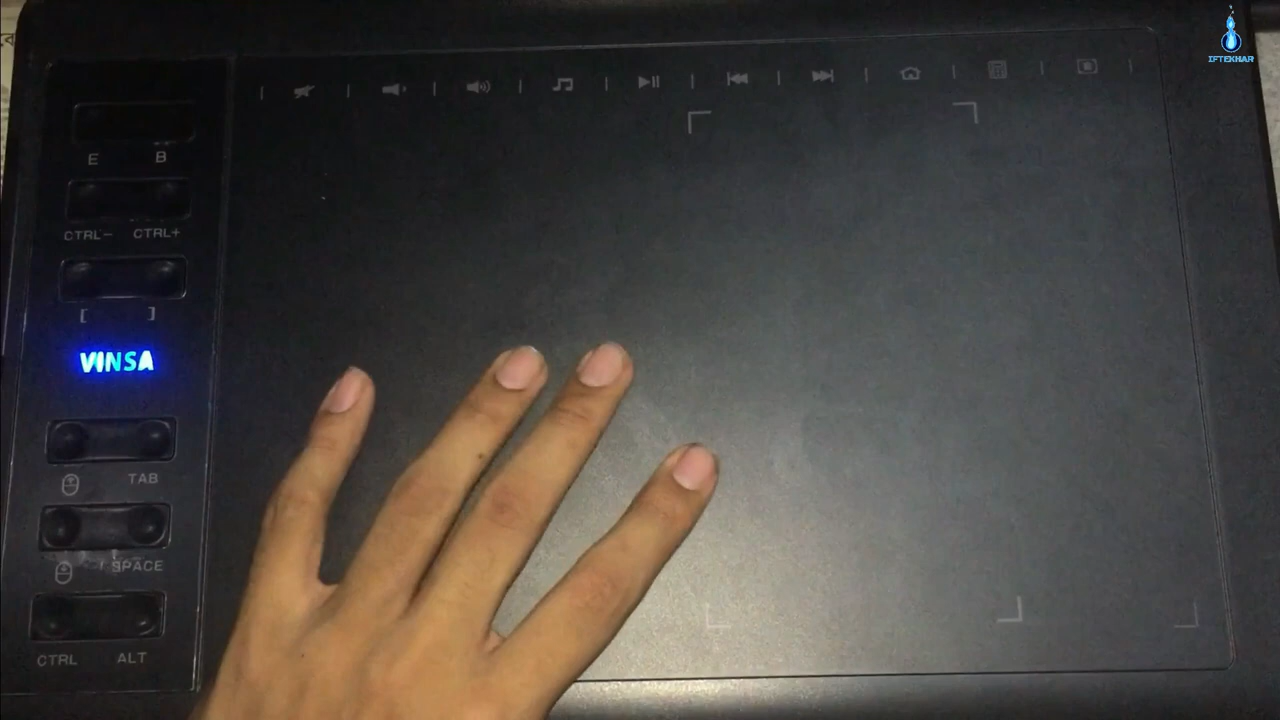 IFTEKHAR
E B
CTRL− CTRL+
[ ]
VINSA
TAB
SPACE
CTRL ALT